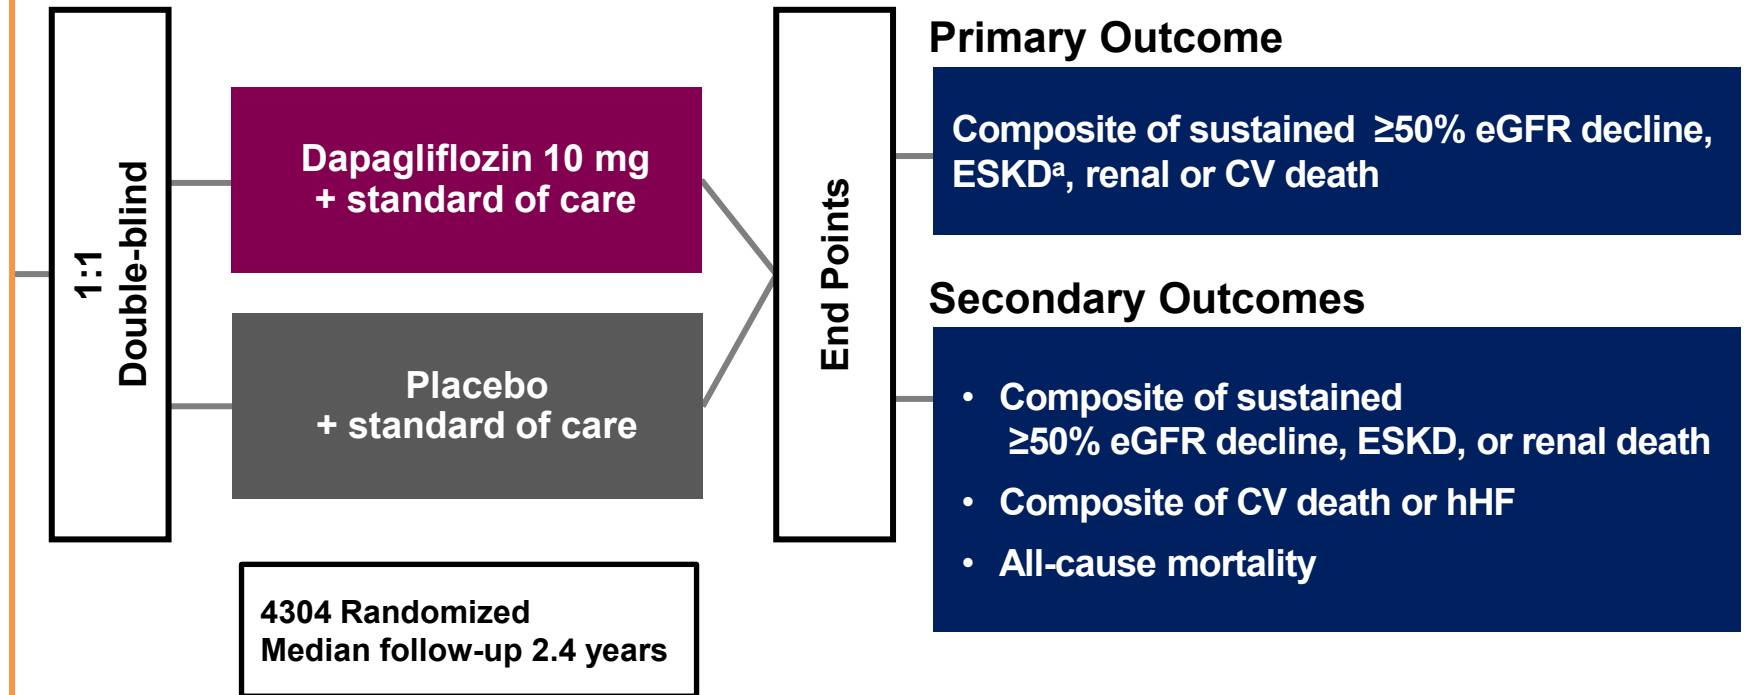 1:1
Double-blind
Dapagliflozin 10 mg
+ standard of care
Placebo
+ standard of care
4304 Randomized
Median follow-up 2.4 years
End Points
Primary Outcome
Composite of sustained ≥50% eGFR decline,
ESKDᵃ, renal or CV death
Secondary Outcomes
• Composite of sustained
≥50% eGFR decline, ESKD, or renal death
• Composite of CV death or hHF
• All-cause mortality